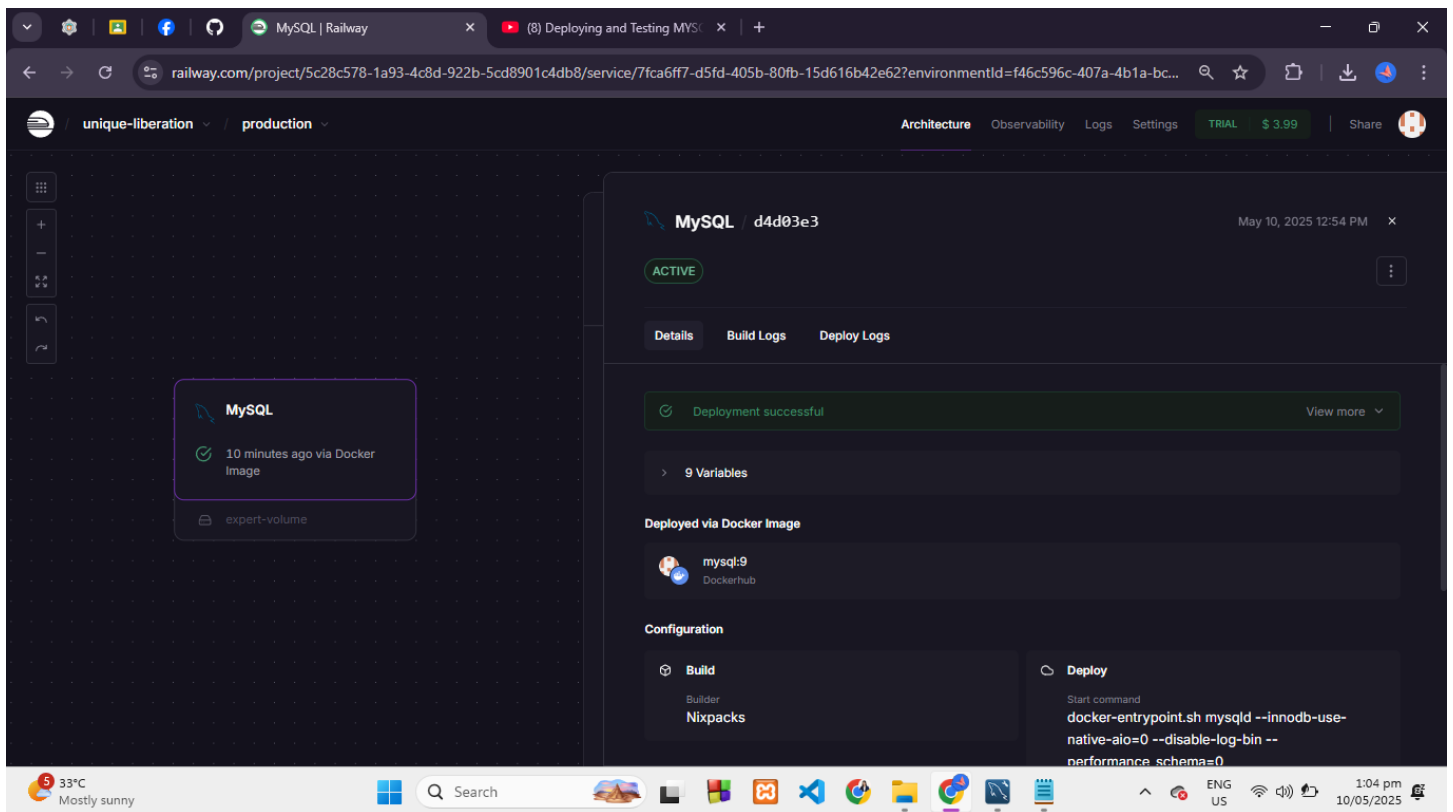 MySQL | Railway
(8) Deploying and Testing MYSQ
railway.com/project/5c28c578-1a93-4c8d-922b-5cd8901c4db8/service/7fca6ff7-d5fd-405b-80fb-15d616b42e62?environmentId=f46c596c-407a-4b1a-bc...
unique-liberation
/
production
Architecture
Observability
Logs
Settings
TRIAL
$ 3.99
Share
MySQL / d4d03e3
May 10, 2025 12:54 PM
ACTIVE
Details
Build Logs
Deploy Logs
MySQL
10 minutes ago via Docker
Image
expert-volume
Deployment successful
View more
9 Variables
Deployed via Docker Image
mysql:9
Dockerhub
Configuration
Build
Builder
Nixpacks
Deploy
Start command
docker-entrypoint.sh mysqld --innodb-use-
native-aio=0 --disable-log-bin --
performance_schema=0
5
33°C
Mostly sunny
Search
ENG
US
1:04 pm
10/05/2025